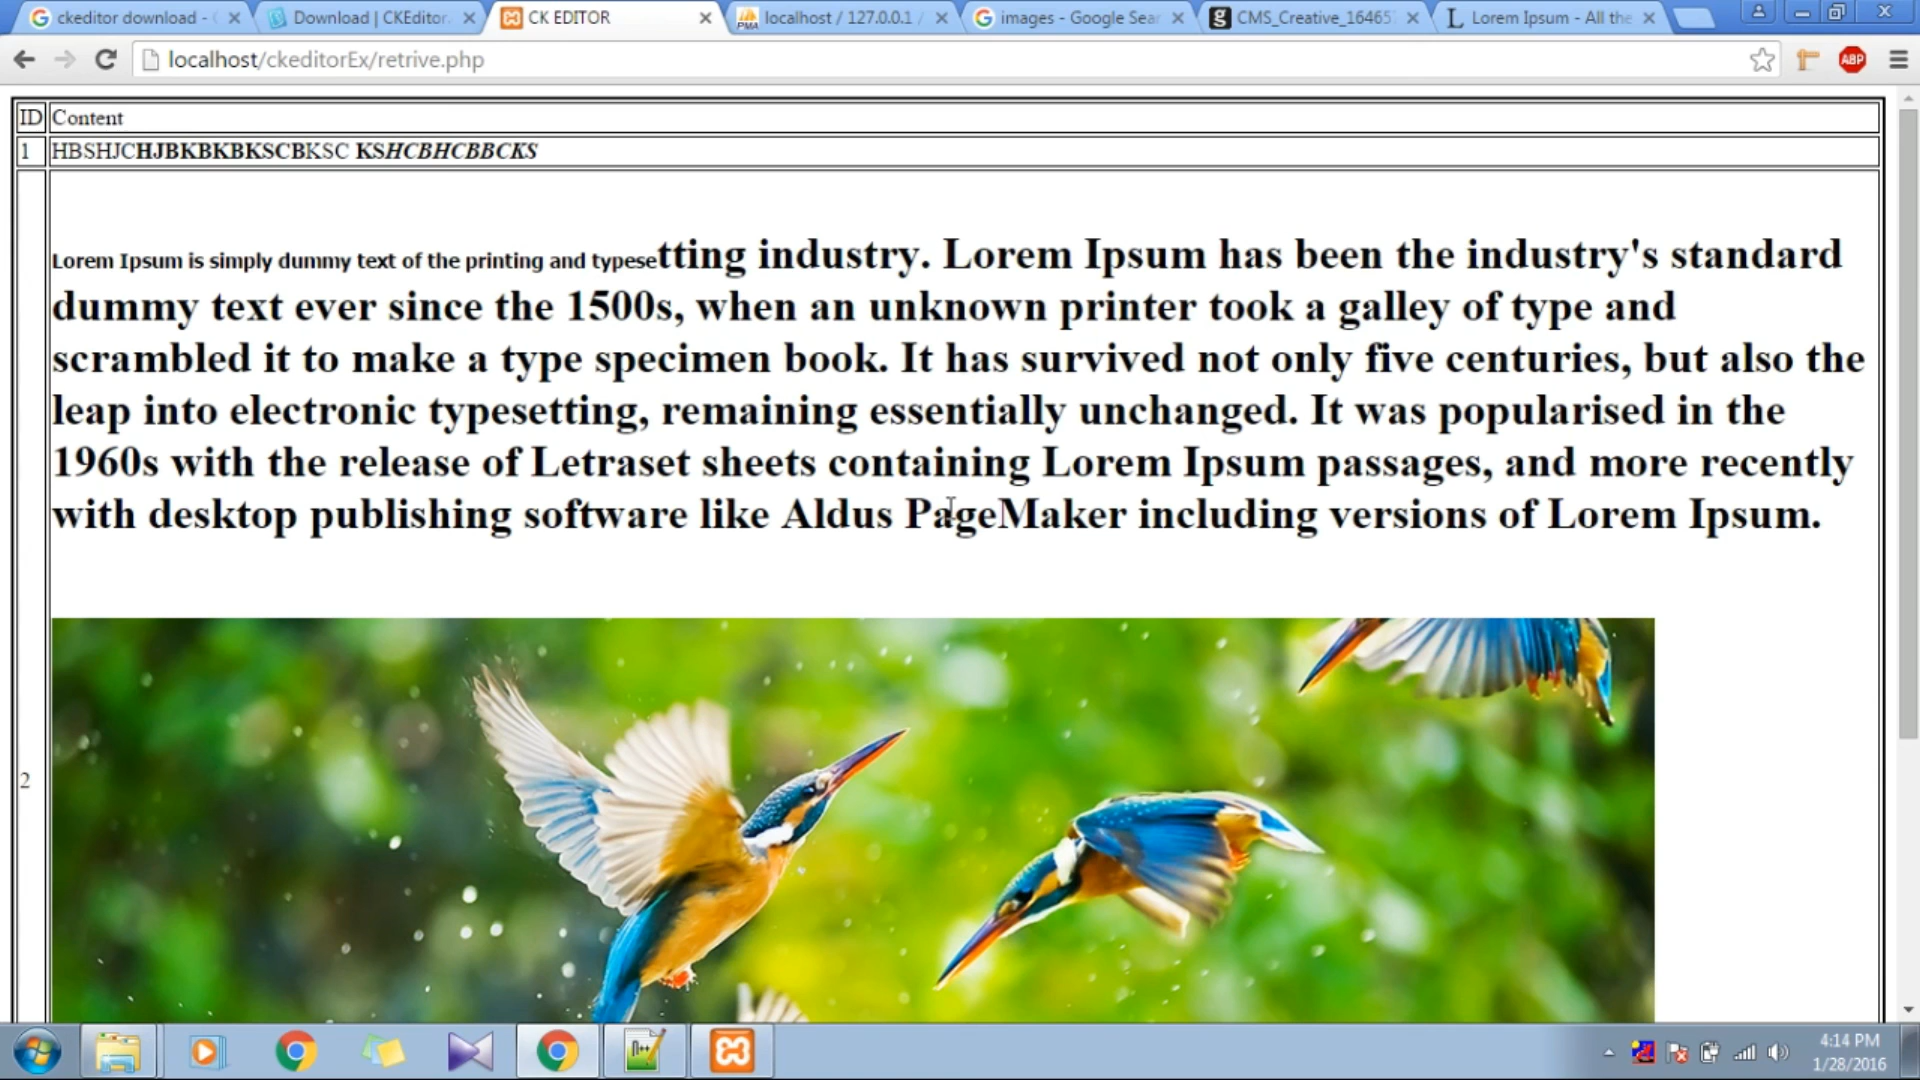 ckeditor download -
Download | CKEditor
CK EDITOR
localhost / 127.0.0.1 /
images - Google Sear
CMS_Creative_16465
Lorem Ipsum - All the
localhost/ckeditorEx/retrive.php
ABP
ID Content
1 HBSHJCHJBKBKBKSCBKSC KSHCBHCBBCKS
Lorem Ipsum is simply dummy text of the printing and typesetting industry. Lorem Ipsum has been the industry's standard
dummy text ever since the 1500s, when an unknown printer took a galley of type and
scrambled it to make a type specimen book. It has survived not only five centuries, but also the
leap into electronic typesetting, remaining essentially unchanged. It was popularised in the
1960s with the release of Letraset sheets containing Lorem Ipsum passages, and more recently
with desktop publishing software like Aldus PageMaker including versions of Lorem Ipsum.
2
4:14 PM
1/28/2016